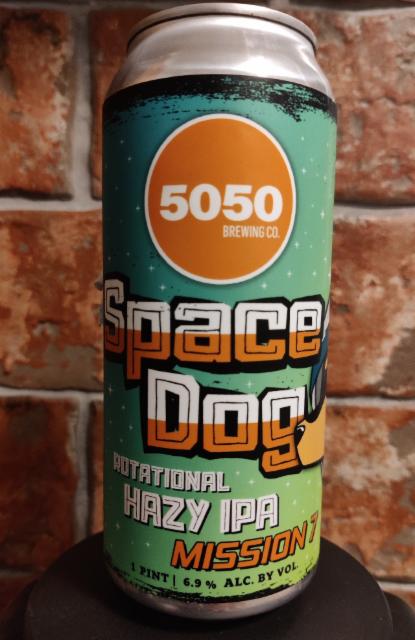 5050
BREWING CO.
Space
Dog
ROTATIONAL
HAZY IPA
MISSION 7
1 PINT | 6.9 % ALC. BY VOL.